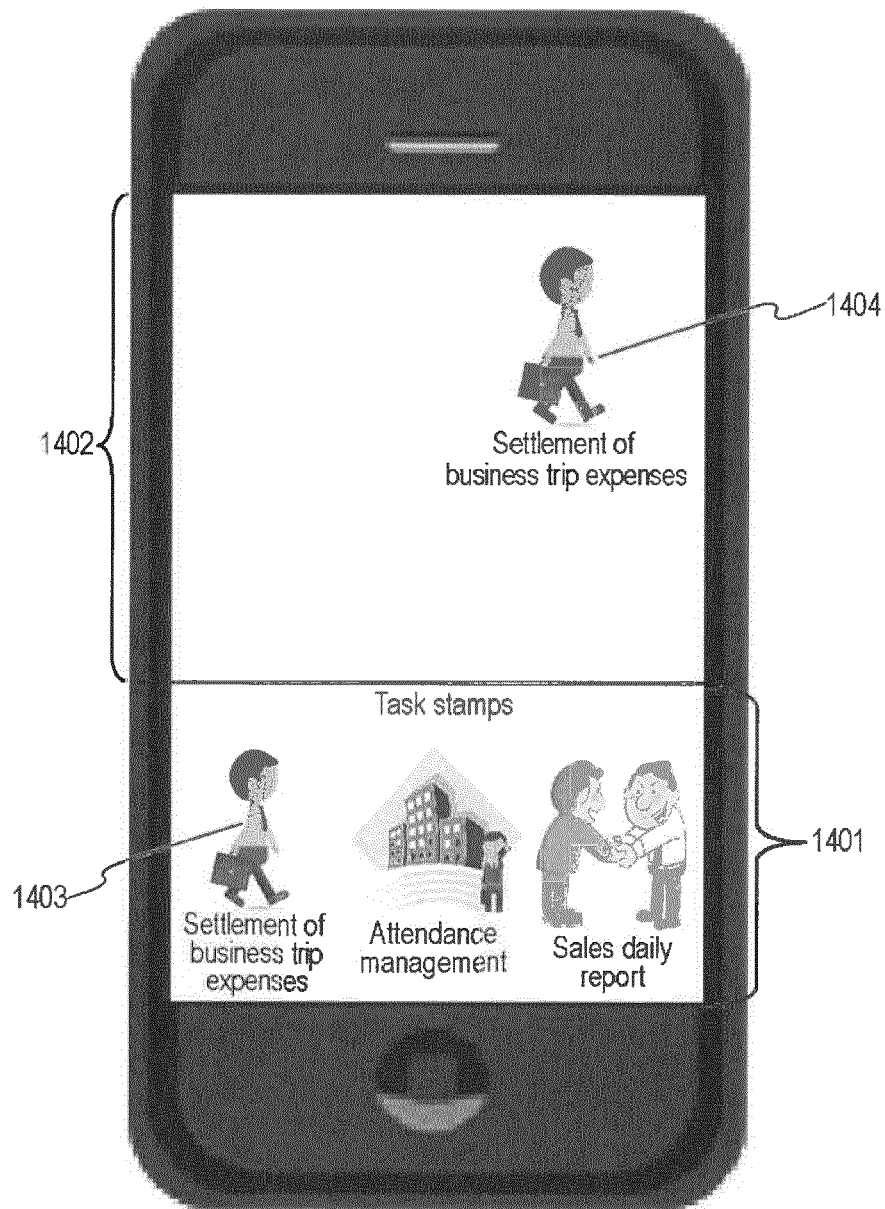 1404
1402
Settlement of
business trip expenses
Task stamps
1401
1403
Settlement of
business trip
expenses
Attendance
management
Sales daily
report